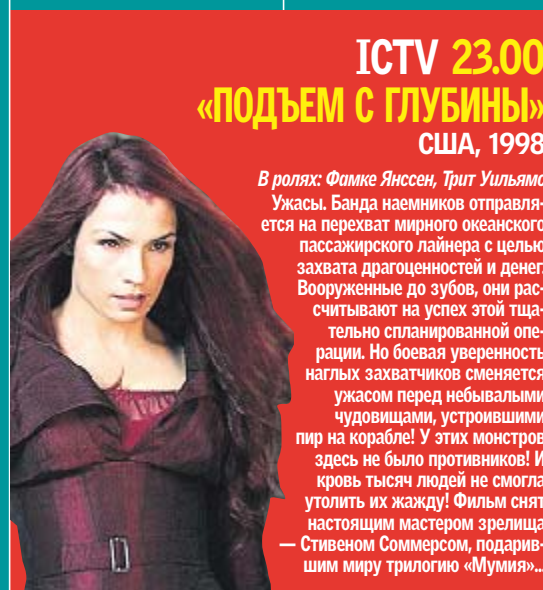 ICTV 23.00
«ПОДЪЕМ С ГЛУБИНЫ»
США, 1998
В ролях: Фамке Янссен, Трит Уильямс
Ужасы. Банда наемников отправля-
ется на перехват мирного океанского
пассажирского лайнера с целью
захвата драгоценностей и денег.
Вооруженные до зубов, они рас-
считывают на успех этой тща-
тельно спланированной опе-
рации. Но боевая уверенность
наглых захватчиков сменяется
ужасом перед небывалыми
чудовищами, устроившими
пир на корабле! У этих монстров
здесь не было противников! И
кровь тысяч людей не смогла
утолить их жажду! Фильм снят
настоящим мастером зрелища
— Стивеном Соммерсом, подарив-
шим миру трилогию «Мумия»...